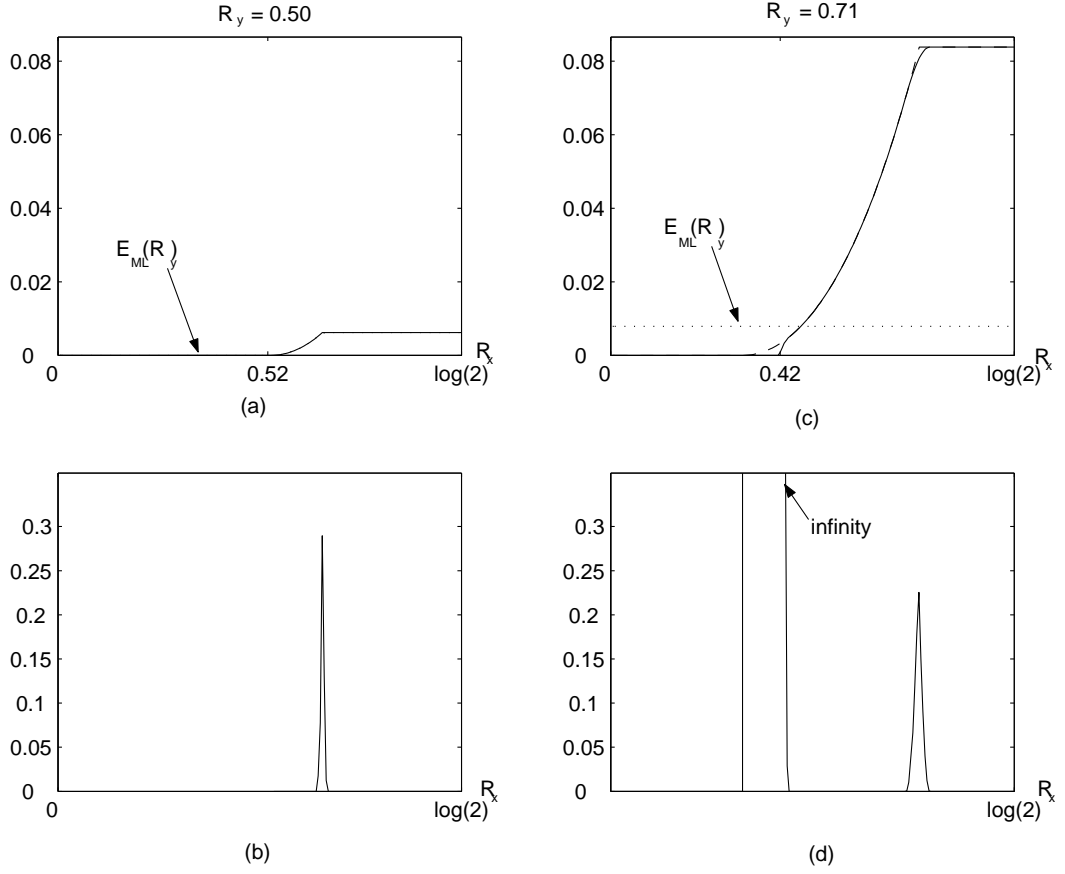 R y = 0.50
0.08
0.06
0.04
0.02
0
E ML (R y )
0
0.52
log(2)
R x
(a)
R y = 0.71
0.08
0.06
0.04
0.02
0
E ML (R y )
0
0.42
log(2)
R x
(c)
0.3
0.25
0.2
0.15
0.1
0.05
0
0
log(2)
R x
(b)
0.3
0.25
0.2
0.15
0.1
0.05
0
infinity
log(2)
R x
(d)